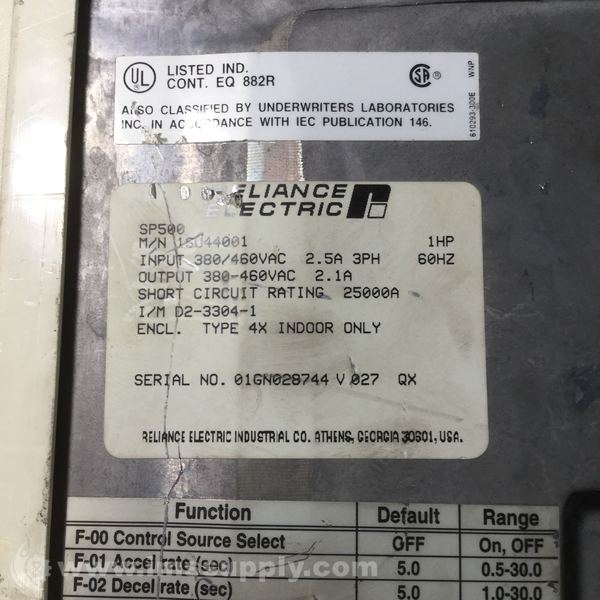 UL LISTED IND.
CONT. EQ 882R
ALSO CLASSIFIED BY UNDERWRITERS LABORATORIES
INC. IN ACCORDANCE WITH IEC PUBLICATION 146.
WNP
610293-300E
RELIANCE
ELECTRIC
SP500
M/N 1SU44001 1HP
INPUT 380/460VAC 2.5A 3PH 60HZ
OUTPUT 380-460VAC 2.1A
SHORT CIRCUIT RATING 25000A
I/M D2-3304-1
ENCL. TYPE 4X INDOOR ONLY
SERIAL NO. 01GN028744 V 027 QX
RELIANCE ELECTRIC INDUSTRIAL CO. ATHENS, GEORGIA 30601, USA.
Function Default Range
F-00 Control Source Select OFF On, OFF
F-01 Accel rate (sec) 5.0 0.5-30.0
F-02 Decel rate (sec) 5.0 1.0-30.0